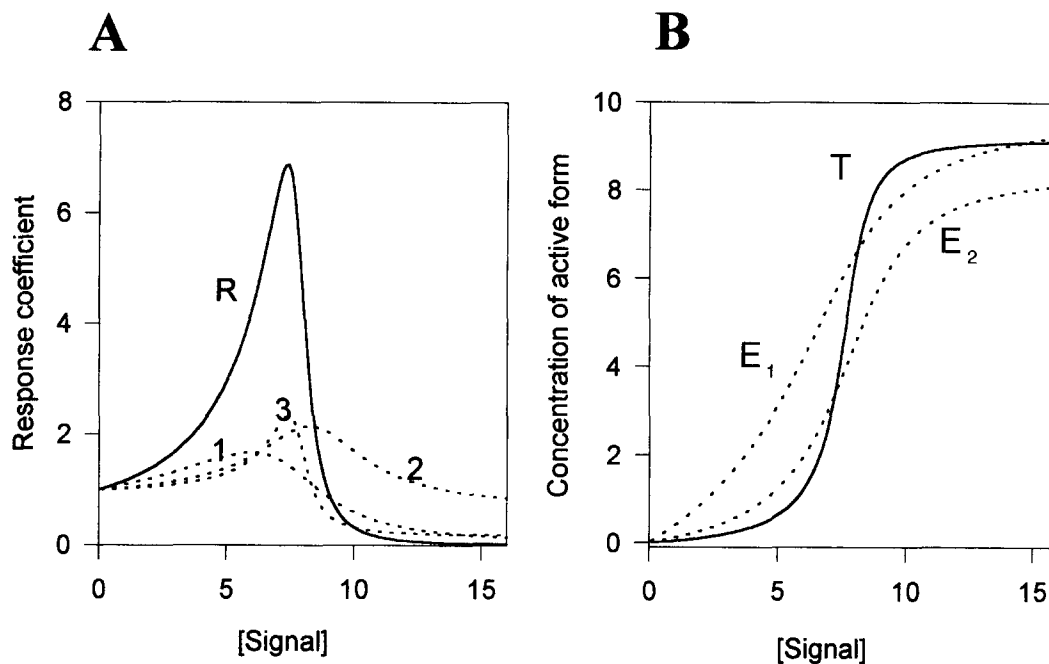 A
8
6
4
2
0
Response coefficient
R
1
3
2
0 5 10 15
[Signal]
B
10
8
6
4
2
0
Concentration of active form
T
E₁
E₂
0 5 10 15
[Signal]